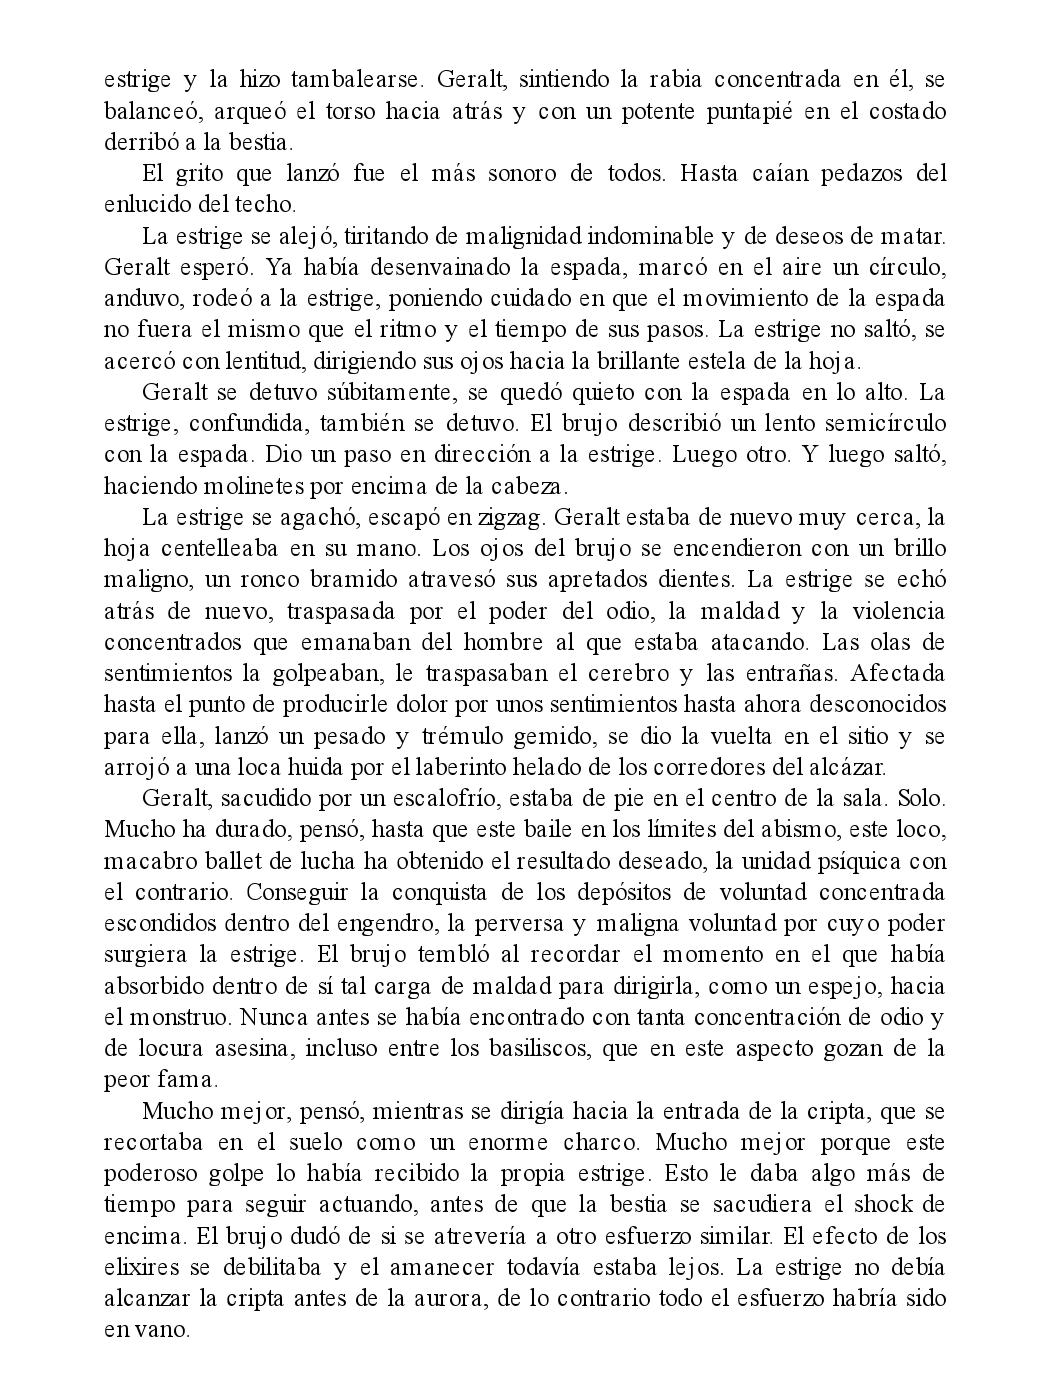 estrige y la hizo tambalearse. Geralt, sintiendo la rabia concentrada en él, se
balanceó, arqueó el torso hacia atrás y con un potente puntapié en el costado
derribó a la bestia.
El grito que lanzó fue el más sonoro de todos. Hasta caían pedazos del
enlucido del techo.
La estrige se alejó, tiritando de malignidad indominable y de deseos de matar.
Geralt esperó. Ya había desenvainado la espada, marcó en el aire un círculo,
anduvo, rodeó a la estrige, poniendo cuidado en que el movimiento de la espada
no fuera el mismo que el ritmo y el tiempo de sus pasos. La estrige no saltó, se
acercó con lentitud, dirigiendo sus ojos hacia la brillante estela de la hoja.
Geralt se detuvo súbitamente, se quedó quieto con la espada en lo alto. La
estrige, confundida, también se detuvo. El brujo describió un lento semicírculo
con la espada. Dio un paso en dirección a la estrige. Luego otro. Y luego saltó,
haciendo molinetes por encima de la cabeza.
La estrige se agachó, escapó en zigzag. Geralt estaba de nuevo muy cerca, la
hoja centelleaba en su mano. Los ojos del brujo se encendieron con un brillo
maligno, un ronco bramido atravesó sus apretados dientes. La estrige se echó
atrás de nuevo, traspasada por el poder del odio, la maldad y la violencia
concentrados que emanaban del hombre al que estaba atacando. Las olas de
sentimientos la golpeaban, le traspasaban el cerebro y las entrañas. Afectada
hasta el punto de producirle dolor por unos sentimientos hasta ahora desconocidos
para ella, lanzó un pesado y trémulo gemido, se dio la vuelta en el sitio y se
arrojó a una loca huida por el laberinto helado de los corredores del alcázar.
Geralt, sacudido por un escalofrío, estaba de pie en el centro de la sala. Solo.
Mucho ha durado, pensó, hasta que este baile en los límites del abismo, este loco,
macabro ballet de lucha ha obtenido el resultado deseado, la unidad psíquica con
el contrario. Conseguir la conquista de los depósitos de voluntad concentrada
escondidos dentro del engendro, la perversa y maligna voluntad por cuyo poder
surgiera la estrige. El brujo tembló al recordar el momento en el que había
absorbido dentro de sí tal carga de maldad para dirigirla, como un espejo, hacia
el monstruo. Nunca antes se había encontrado con tanta concentración de odio y
de locura asesina, incluso entre los basiliscos, que en este aspecto gozan de la
peor fama.
Mucho mejor, pensó, mientras se dirigía hacia la entrada de la cripta, que se
recortaba en el suelo como un enorme charco. Mucho mejor porque este
poderoso golpe lo había recibido la propia estrige. Esto le daba algo más de
tiempo para seguir actuando, antes de que la bestia se sacudiera el shock de
encima. El brujo dudó de si se atrevería a otro esfuerzo similar. El efecto de los
elixires se debilitaba y el amanecer todavía estaba lejos. La estrige no debía
alcanzar la cripta antes de la aurora, de lo contrario todo el esfuerzo habría sido
en vano.